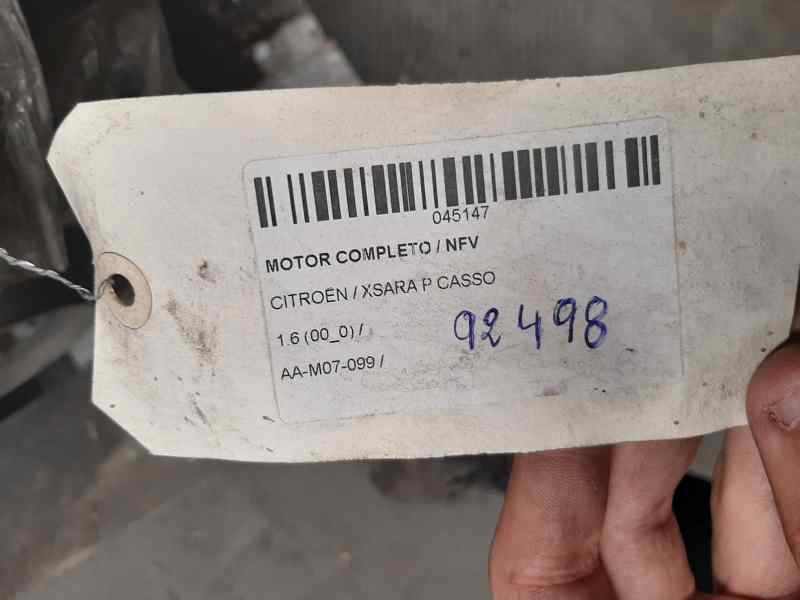 045147
MOTOR COMPLETO / NFV
CITROËN / XSARA P CASSO
1.6 (00_0) /
92498
AA-M07-099 /